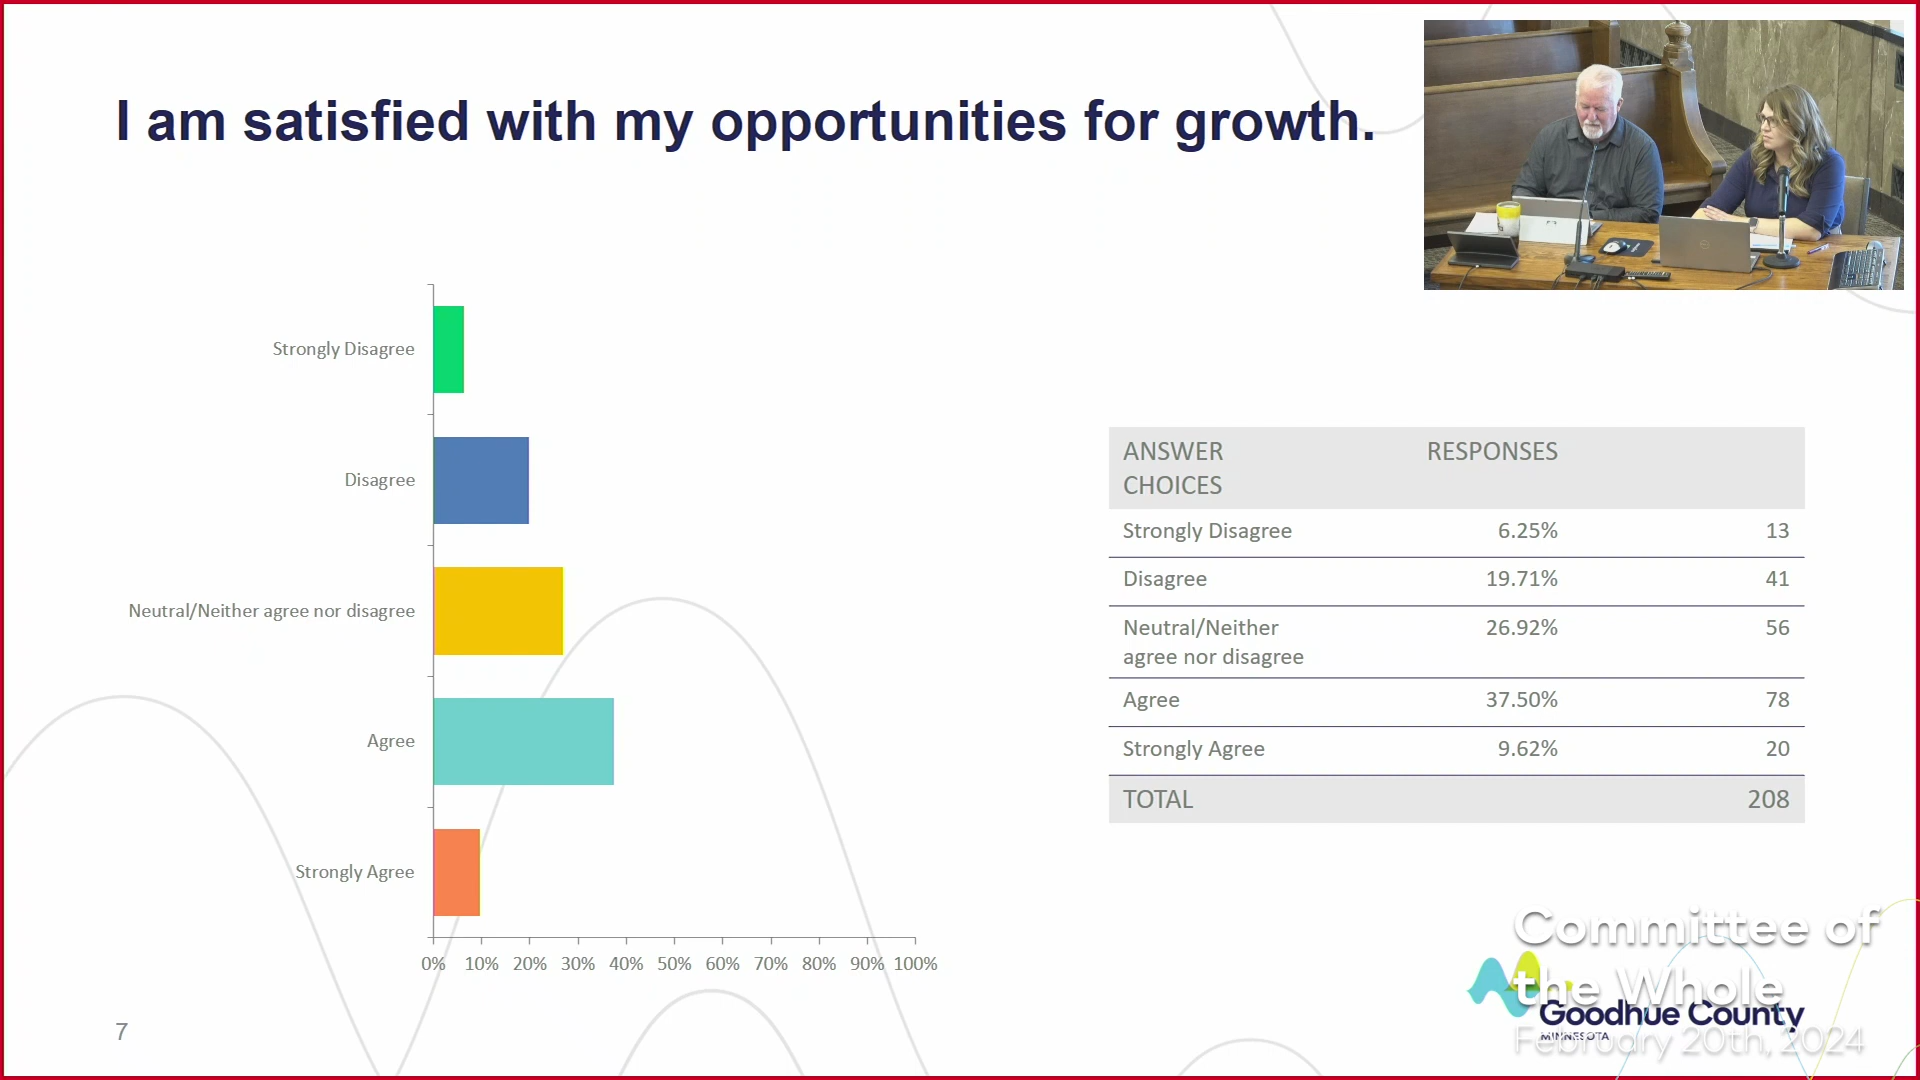 I am satisfied with my opportunities for growth.
Strongly Disagree
Disagree
Neutral/Neither agree nor disagree
Agree
Strongly Agree
0% 10% 20% 30% 40% 50% 60% 70% 80% 90% 100%
ANSWER CHOICES RESPONSES
Strongly Disagree 6.25% 13
Disagree 19.71% 41
Neutral/Neither agree nor disagree 26.92% 56
Agree 37.50% 78
Strongly Agree 9.62% 20
TOTAL 208
Committee of
the Whole
Goodhue County
MINNESOTA
February 20th, 2024
7